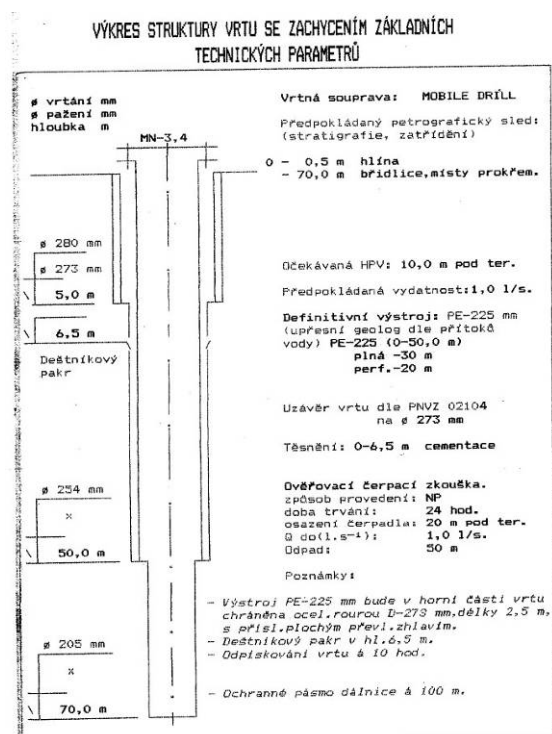 VÝKRES STRUKTURY VRTU SE ZACHYCENÍM ZÁKLADNÍCH
TECHNICKÝCH PARAMETRŮ
ø vrtání mm
ø pažení mm
hloubka m
MN-3,4
ø 280 mm
ø 273 mm
5,0 m
6,5 m
Deštníkový
pakr
ø 254 mm
x
50,0 m
ø 205 mm
x
70,0 m
Vrtná souprava: MOBILE DRILL
Předpokládaný petrografický sled:
(stratigrafie, zatřídění)
0 - 0,5 m hlína
- 70,0 m břidlice,místy prokřem.
Očekávaná HPV: 10,0 m pod ter.
Předpokládaná vydatnost:1,0 l/s.
Definitivní výstroj: PE-225 mm
(upřesní geolog dle přítoků
vody) PE-225 (0-50,0 m)
plná -30 m
perf.-20 m
Uzávěr vrtu dle PNVZ 02104
na ø 273 mm
Těsnění: 0-6,5 m cementace
Ověřovací čerpací zkouška.
způsob provedení: NP
doba trvání: 24 hod.
osazení čerpadla: 20 m pod ter.
Q do(l.s⁻¹): 1,0 l/s.
Odpad: 50 m
Poznámky:
- Výstroj PE-225 mm bude v horní části vrtu
chráněna ocel.rourou D-273 mm,délky 2,5 m,
s přísl.plochým převl.zhlavím.
- Deštníkový pakr v hl.6,5 m.
- Odpískování vrtu á 10 hod.
- Ochranné pásmo dálnice á 100 m.